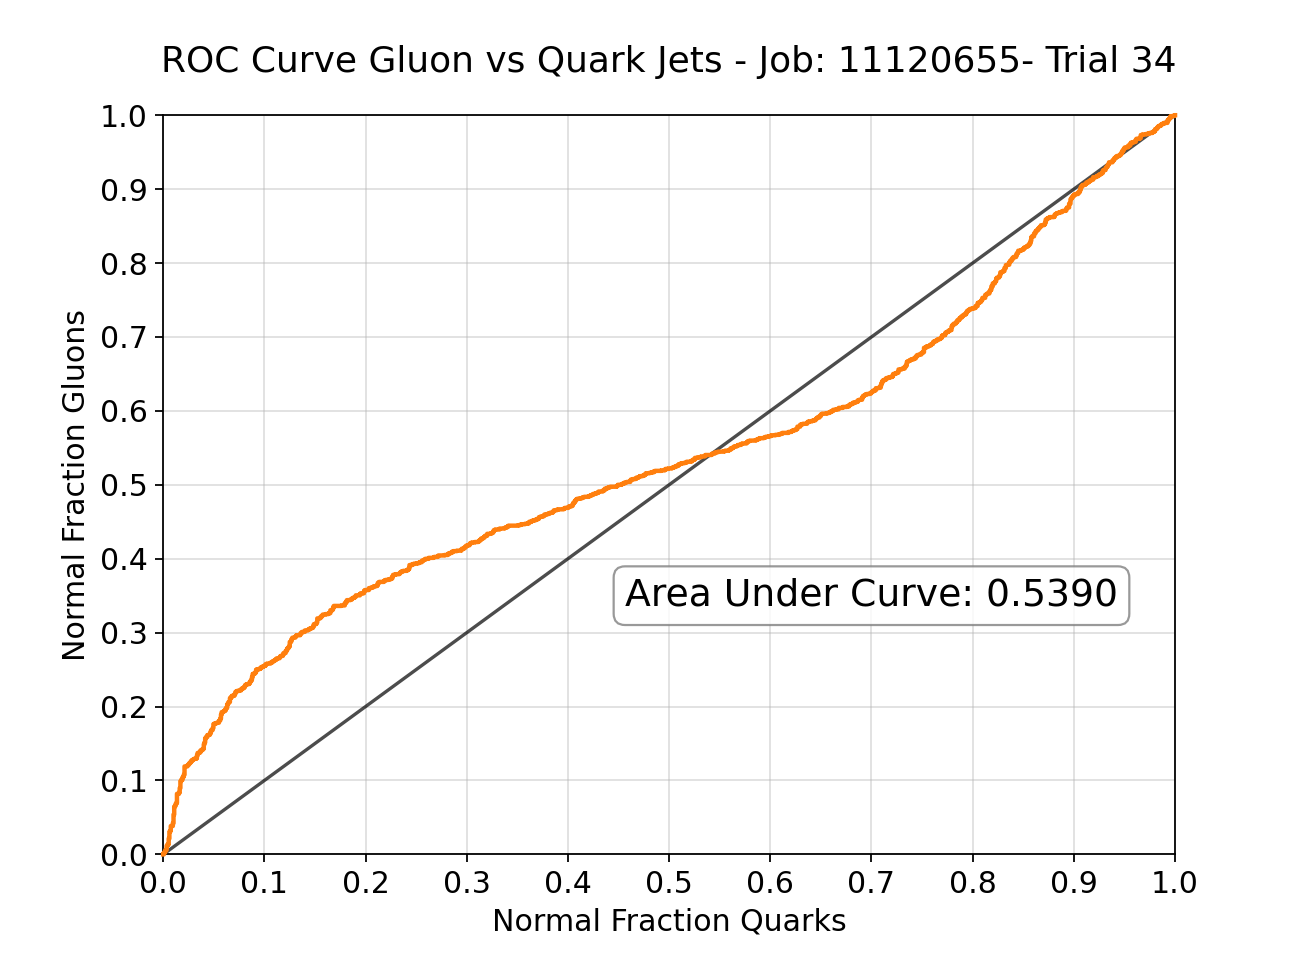 ROC Curve Gluon vs Quark Jets - Job: 11120655- Trial 34
1.0
0.9
0.8
0.7
0.6
0.5
0.4
0.3
0.2
0.1
0.0
Normal Fraction Gluons
Area Under Curve: 0.5390
0.0 0.1 0.2 0.3 0.4 0.5 0.6 0.7 0.8 0.9 1.0
Normal Fraction Quarks